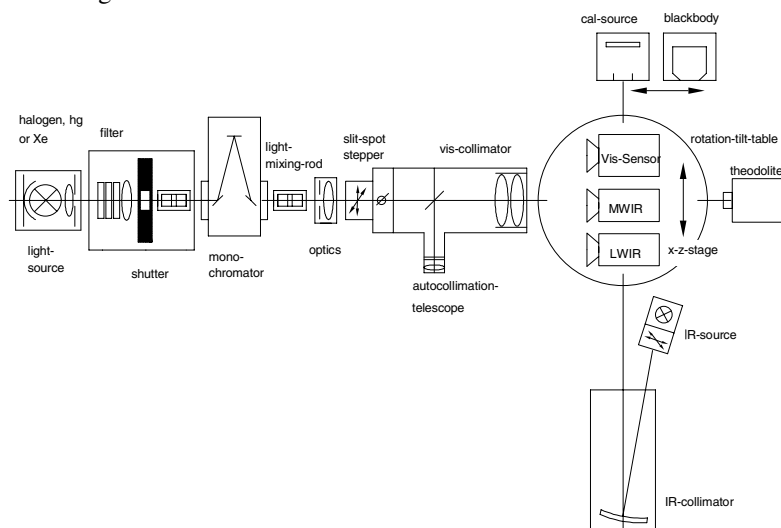 cal-source
blackbody
halogen, hg
or Xe
filter
light-
mixing-rod
slit-spot
stepper
vis-collimator
rotation-tilt-table
theodolite
Vis-Sensor
MWIR
LWIR
x-z-stage
light-
source
shutter
mono-
chromator
optics
autocollimation-
telescope
IR-source
IR-collimator